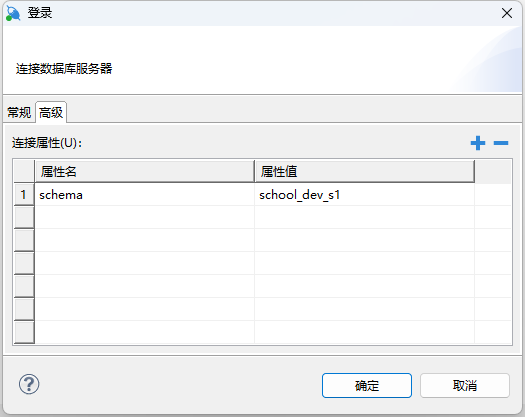 登录
连接数据库服务器
常规 高级
连接属性(U):
属性名 属性值
1 schema school_dev_s1
确定 取消